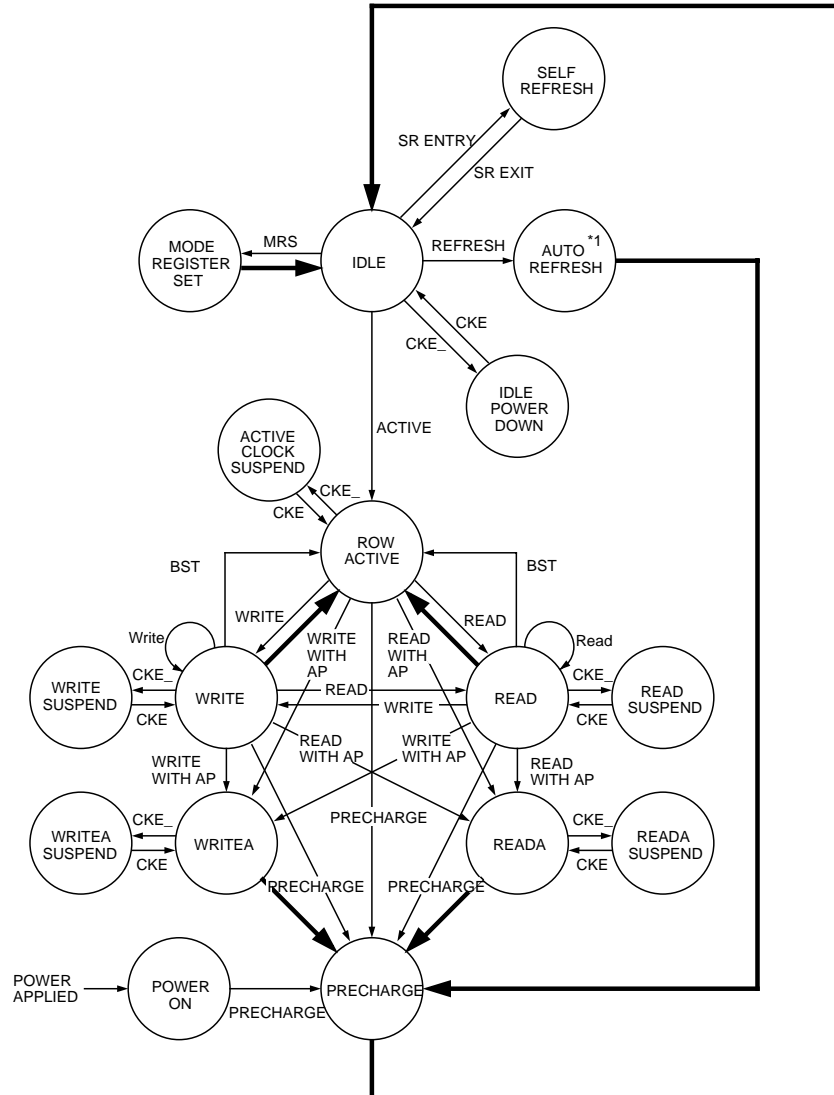 SELF
REFRESH
SR ENTRY
SR EXIT
MODE
REGISTER
SET
MRS
IDLE
REFRESH
AUTO
*1
REFRESH
CKE
CKE_
IDLE
POWER
DOWN
ACTIVE
ACTIVE
CLOCK
SUSPEND
CKE_
CKE
ROW
ACTIVE
BST
BST
WRITE
READ
WRITE
WITH
AP
READ
WITH
AP
Write
Read
WRITE
SUSPEND
CKE_
CKE
WRITE
READ
WRITE
READ
CKE_
CKE
READ
SUSPEND
WRITE
WITH AP
READ
WITH AP
WRITE
WITH AP
READ
WITH AP
WRITEA
SUSPEND
CKE_
CKE
WRITEA
PRECHARGE
READA
CKE_
CKE
READA
SUSPEND
PRECHARGE
PRECHARGE
POWER
APPLIED
POWER
ON
PRECHARGE
PRECHARGE